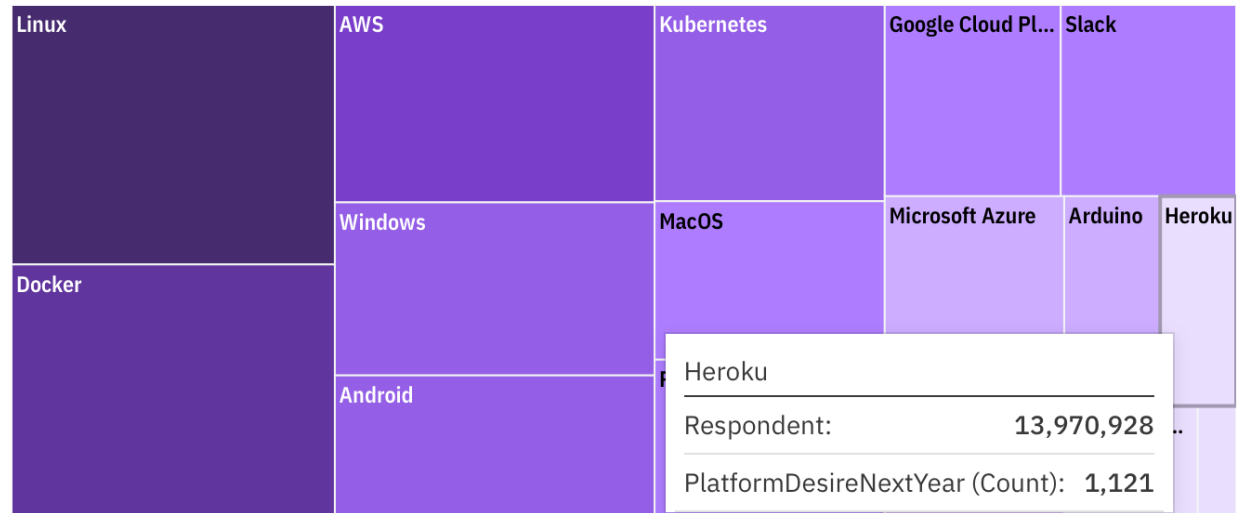 Linux
AWS
Kubernetes
Google Cloud Pl...
Slack
Windows
MacOS
Microsoft Azure
Arduino
Heroku
Docker
Android
Heroku
Respondent: 13,970,928
PlatformDesireNextYear (Count): 1,121